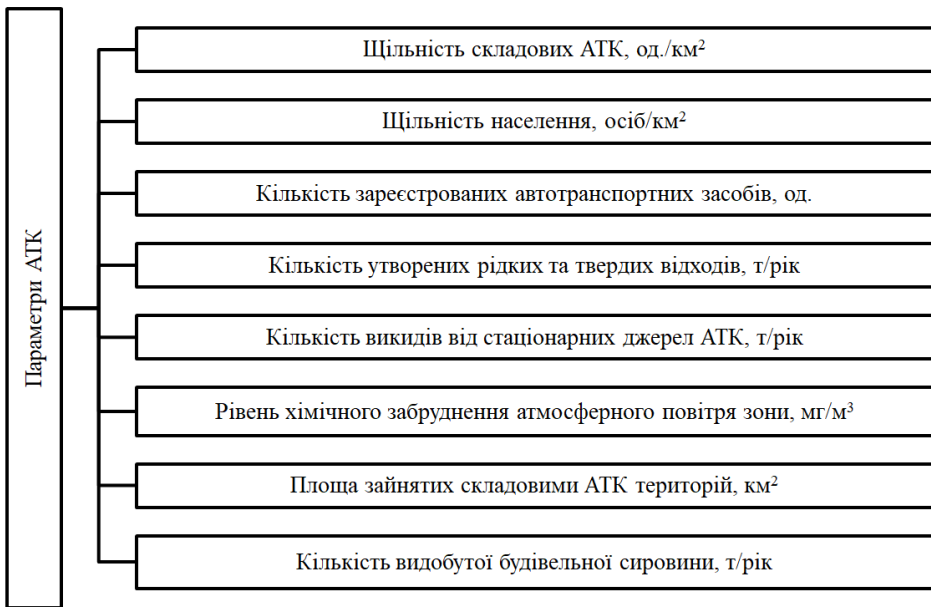 Параметри АТК
Щільність складових АТК, од./км²
Щільність населення, осіб/км²
Кількість зареєстрованих автотранспортних засобів, од.
Кількість утворених рідких та твердих відходів, т/рік
Кількість викидів від стаціонарних джерел АТК, т/рік
Рівень хімічного забруднення атмосферного повітря зони, мг/м³
Площа зайнятих складовими АТК територій, км²
Кількість видобутої будівельної сировини, т/рік